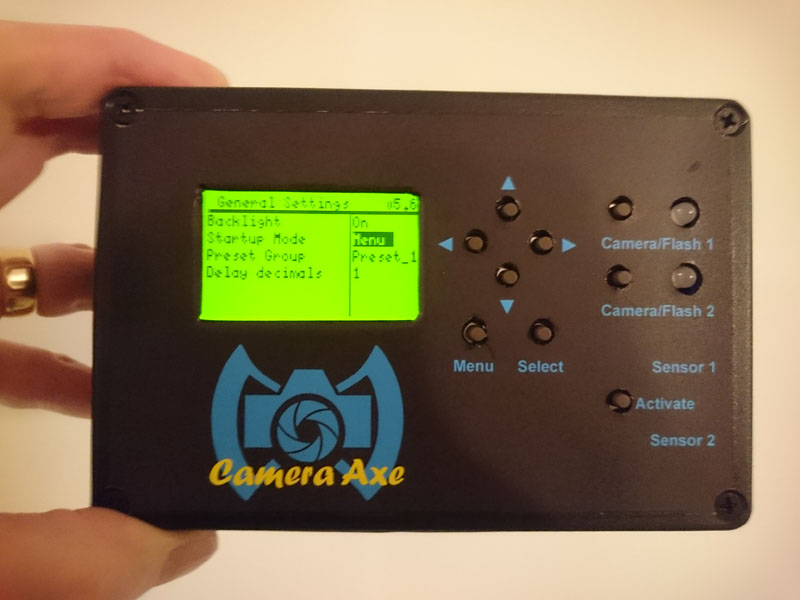 General Settings v5.6
Backlight On
Startup Mode Menu
Preset Group Preset_1
Delay decimals 1
Camera/Flash 1
Camera/Flash 2
Menu Select
Sensor 1
Activate
Sensor 2
Camera Axe